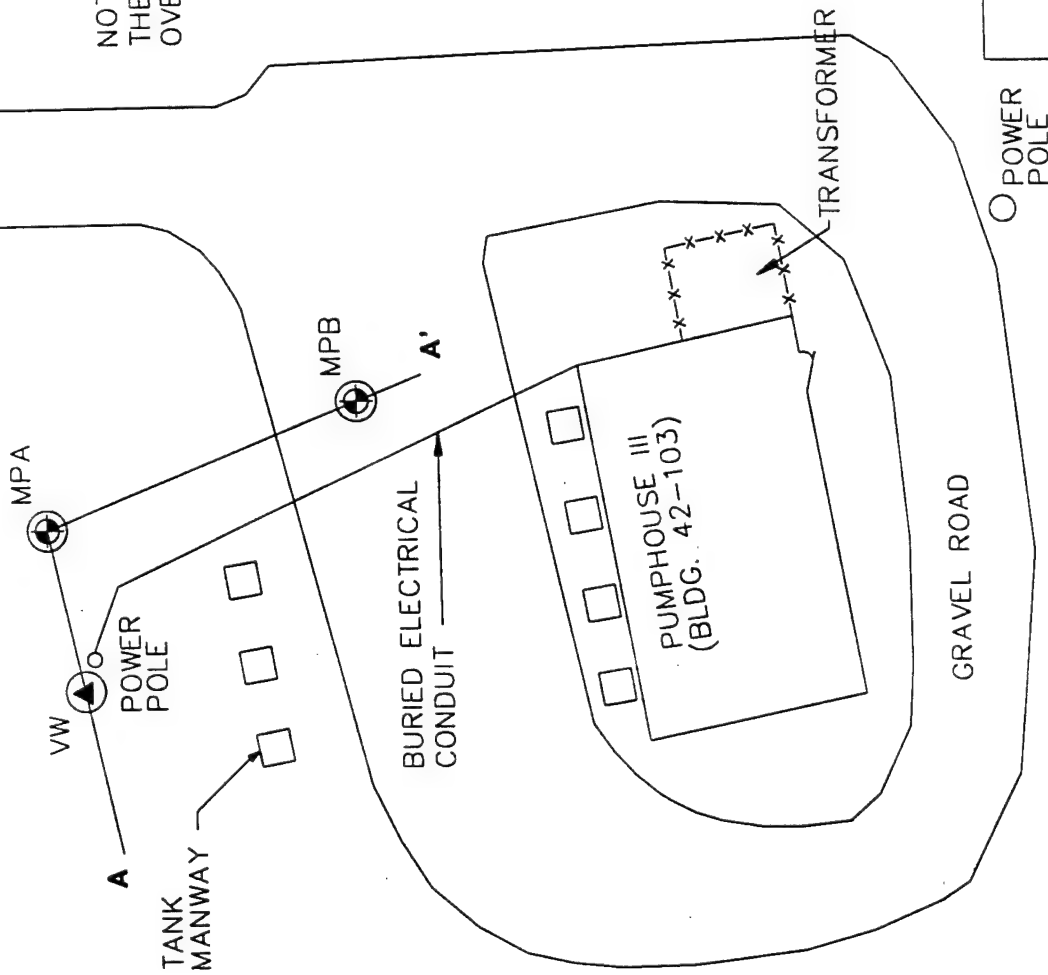 NOT
THE
OVE
MPA
VW
POWER
POLE
MPB
A'
A
TANK
MANWAY
BURIED ELECTRICAL
CONDUIT
TRANSFORMER
PUMPHOUSE III
(BLDG. 42-103)
POWER
POLE
GRAVEL ROAD